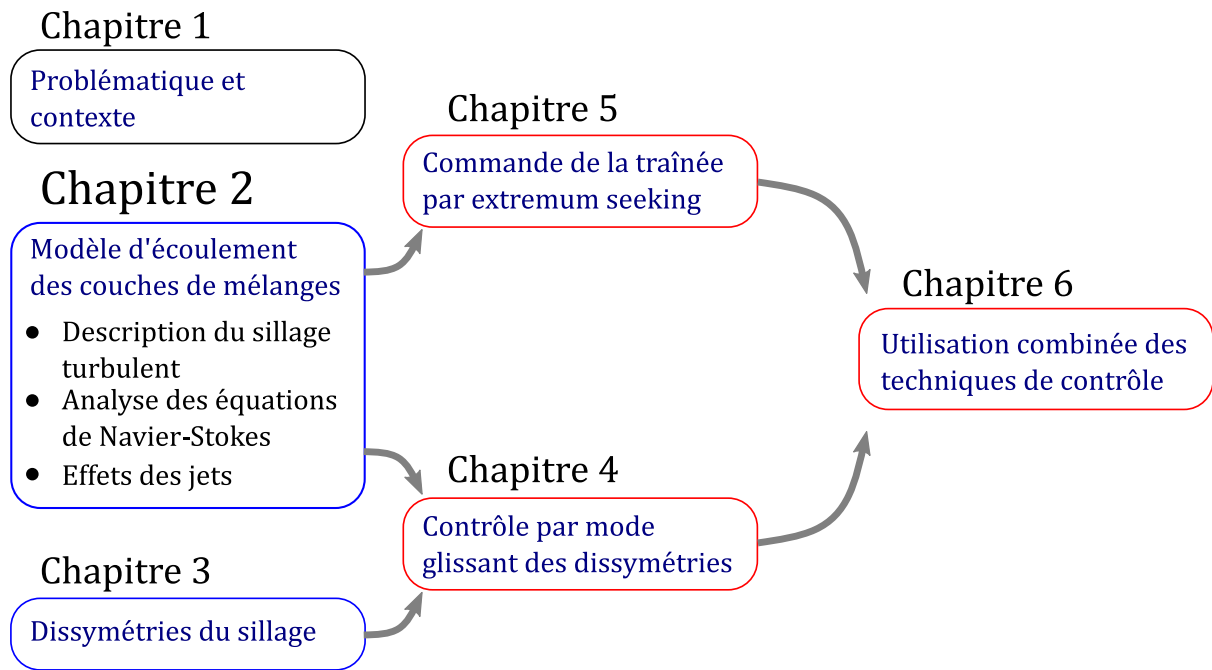 Chapitre 1
Problématique et
contexte
Chapitre 2
Modèle d'écoulement
des couches de mélanges
● Description du sillage
turbulent
● Analyse des équations
de Navier-Stokes
● Effets des jets
Chapitre 3
Dissymétries du sillage
Chapitre 5
Commande de la traînée
par extremum seeking
Chapitre 4
Contrôle par mode
glissant des dissymétries
Chapitre 6
Utilisation combinée des
techniques de contrôle